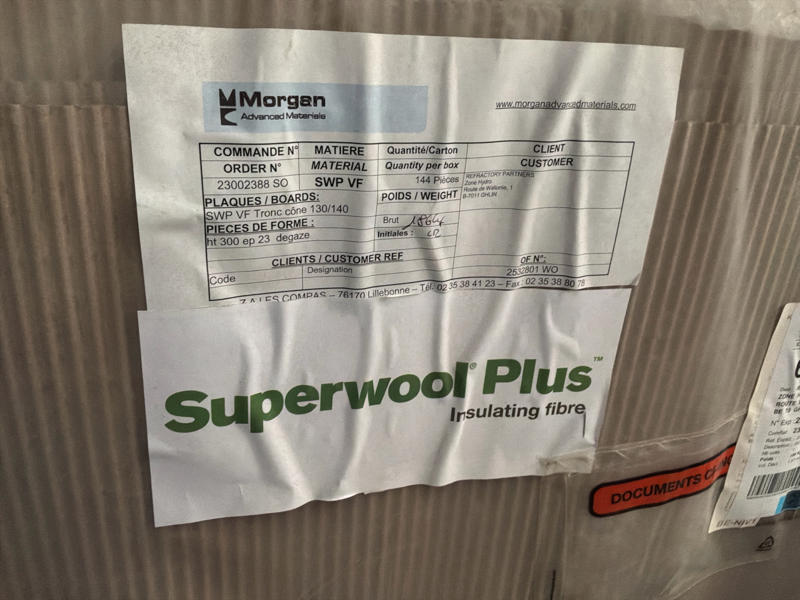 Morgan
Advanced Materials
www.morganadvancedmaterials.com
COMMANDE N° MATIERE Quantité/Carton CLIENT
ORDER N° MATERIAL Quantity per box CUSTOMER
23002388 SO SWP VF 144 Pièces
REFRACTORY PARTNERS
Zone Hydro
Route de Wallonie, 1
B-7011 GHLIN
PLAQUES / BOARDS: POIDS / WEIGHT
SWP VF Tronc cône 130/140
PIECES DE FORME: Brut
ht 300 ep 23 degaze Initiales:
CLIENTS / CUSTOMER REF OF N°:
Code Designation 2532801 WO
Z.A LES COMPAS – 76170 Lillebonne – Tél: 02 35 38 41 23 – Fax: 02 35 38 80 78
Superwool® Plus™
Insulating fibre
DOCUMENTS